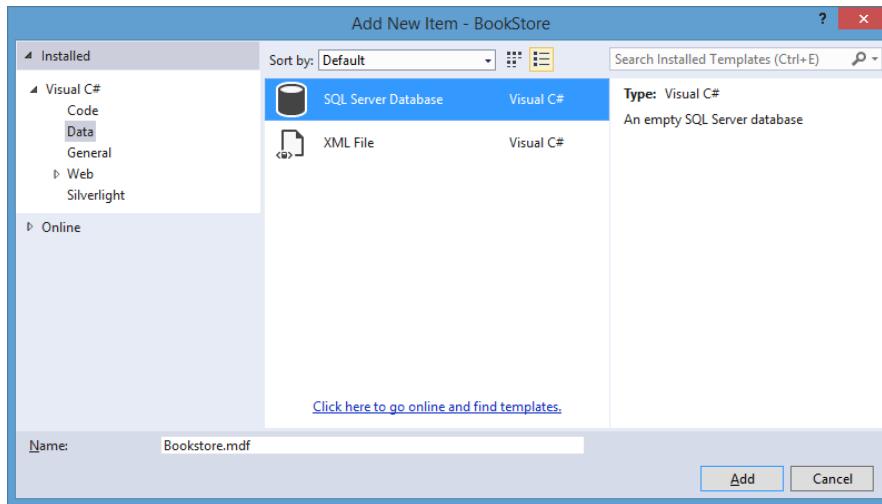 Add New Item - BookStore
?
Installed
Sort by: Default
Search Installed Templates (Ctrl+E)
Visual C#
Code
Data
General
Web
Silverlight
Online
SQL Server Database Visual C#
XML File Visual C#
Type: Visual C#
An empty SQL Server database
Click here to go online and find templates.
Name: Bookstore.mdf
Add
Cancel